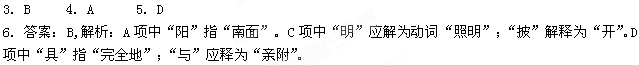 3. B  4. A  5. D
6. 答案：B,解析：A项中“阳”指“南面”。C项中“明”应解为动词“照明”；“披”解释为“开”。D
项中“具”指“完全地”；“与”应释为“亲附”。